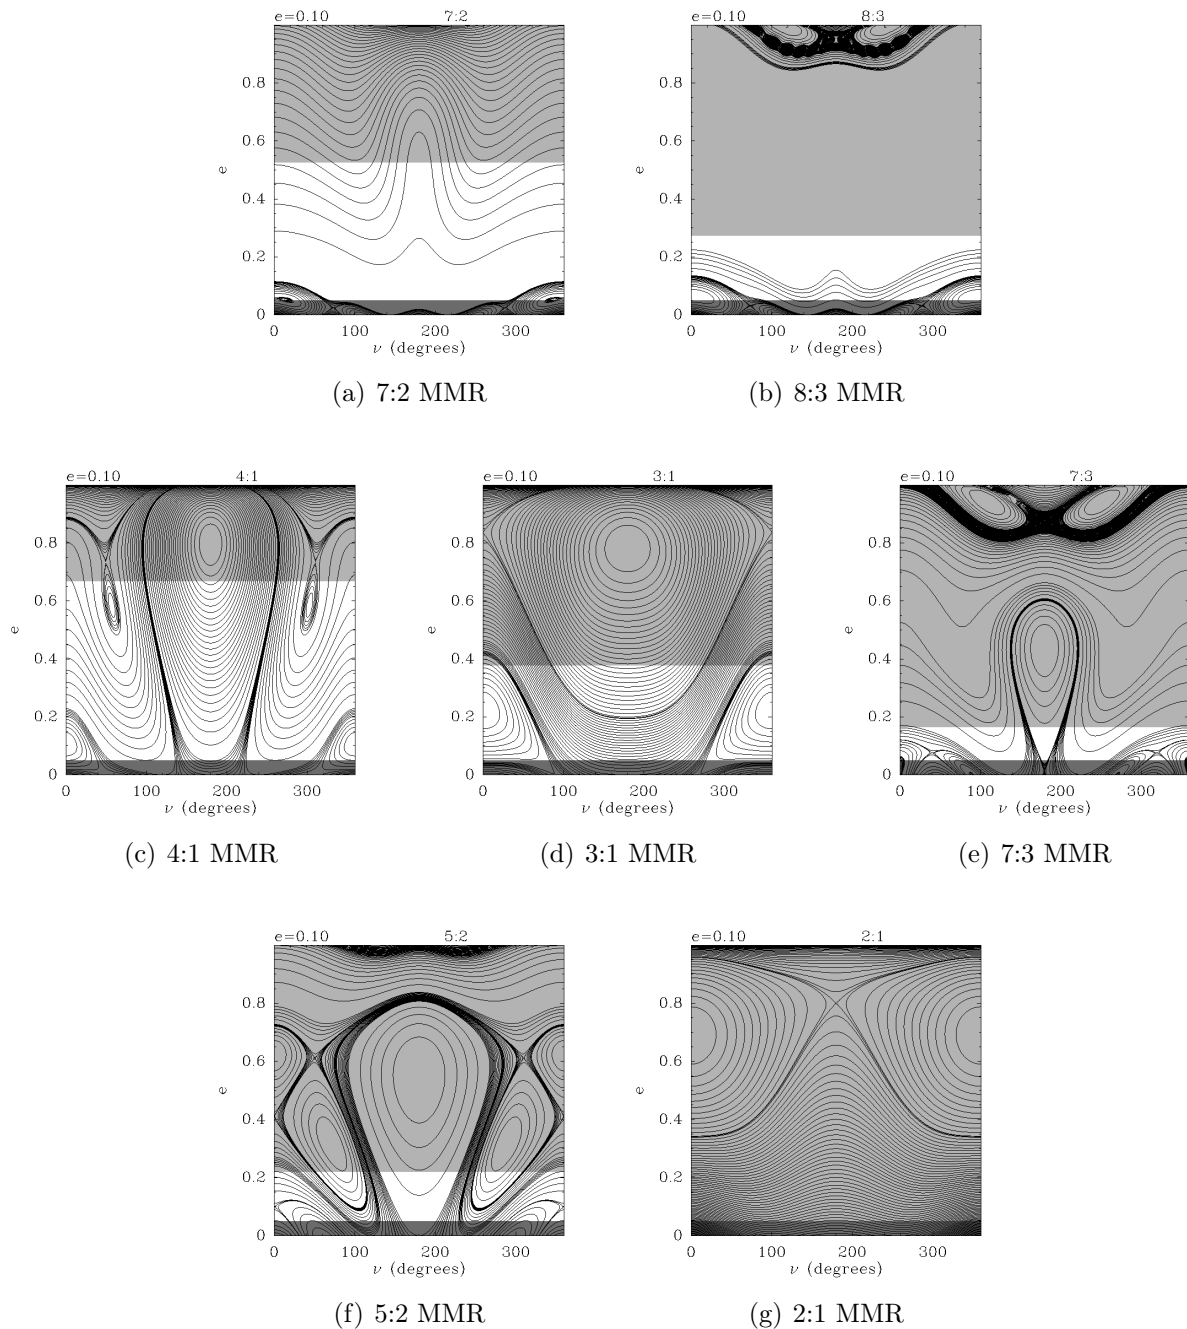 e=0.10 7:2
e
0.8
0.6
0.4
0.2
0
0 100 200 300
ν (degrees)
(a) 7:2 MMR
e=0.10 8:3
e
0.8
0.6
0.4
0.2
0
0 100 200 300
ν (degrees)
(b) 8:3 MMR
e=0.10 4:1
e
0.8
0.6
0.4
0.2
0
0 100 200 300
ν (degrees)
(c) 4:1 MMR
e=0.10 3:1
e
0.8
0.6
0.4
0.2
0
0 100 200 300
ν (degrees)
(d) 3:1 MMR
e=0.10 7:3
e
0.8
0.6
0.4
0.2
0
0 100 200 300
ν (degrees)
(e) 7:3 MMR
e=0.10 5:2
e
0.8
0.6
0.4
0.2
0
0 100 200 300
ν (degrees)
(f) 5:2 MMR
e=0.10 2:1
e
0.8
0.6
0.4
0.2
0
0 100 200 300
ν (degrees)
(g) 2:1 MMR